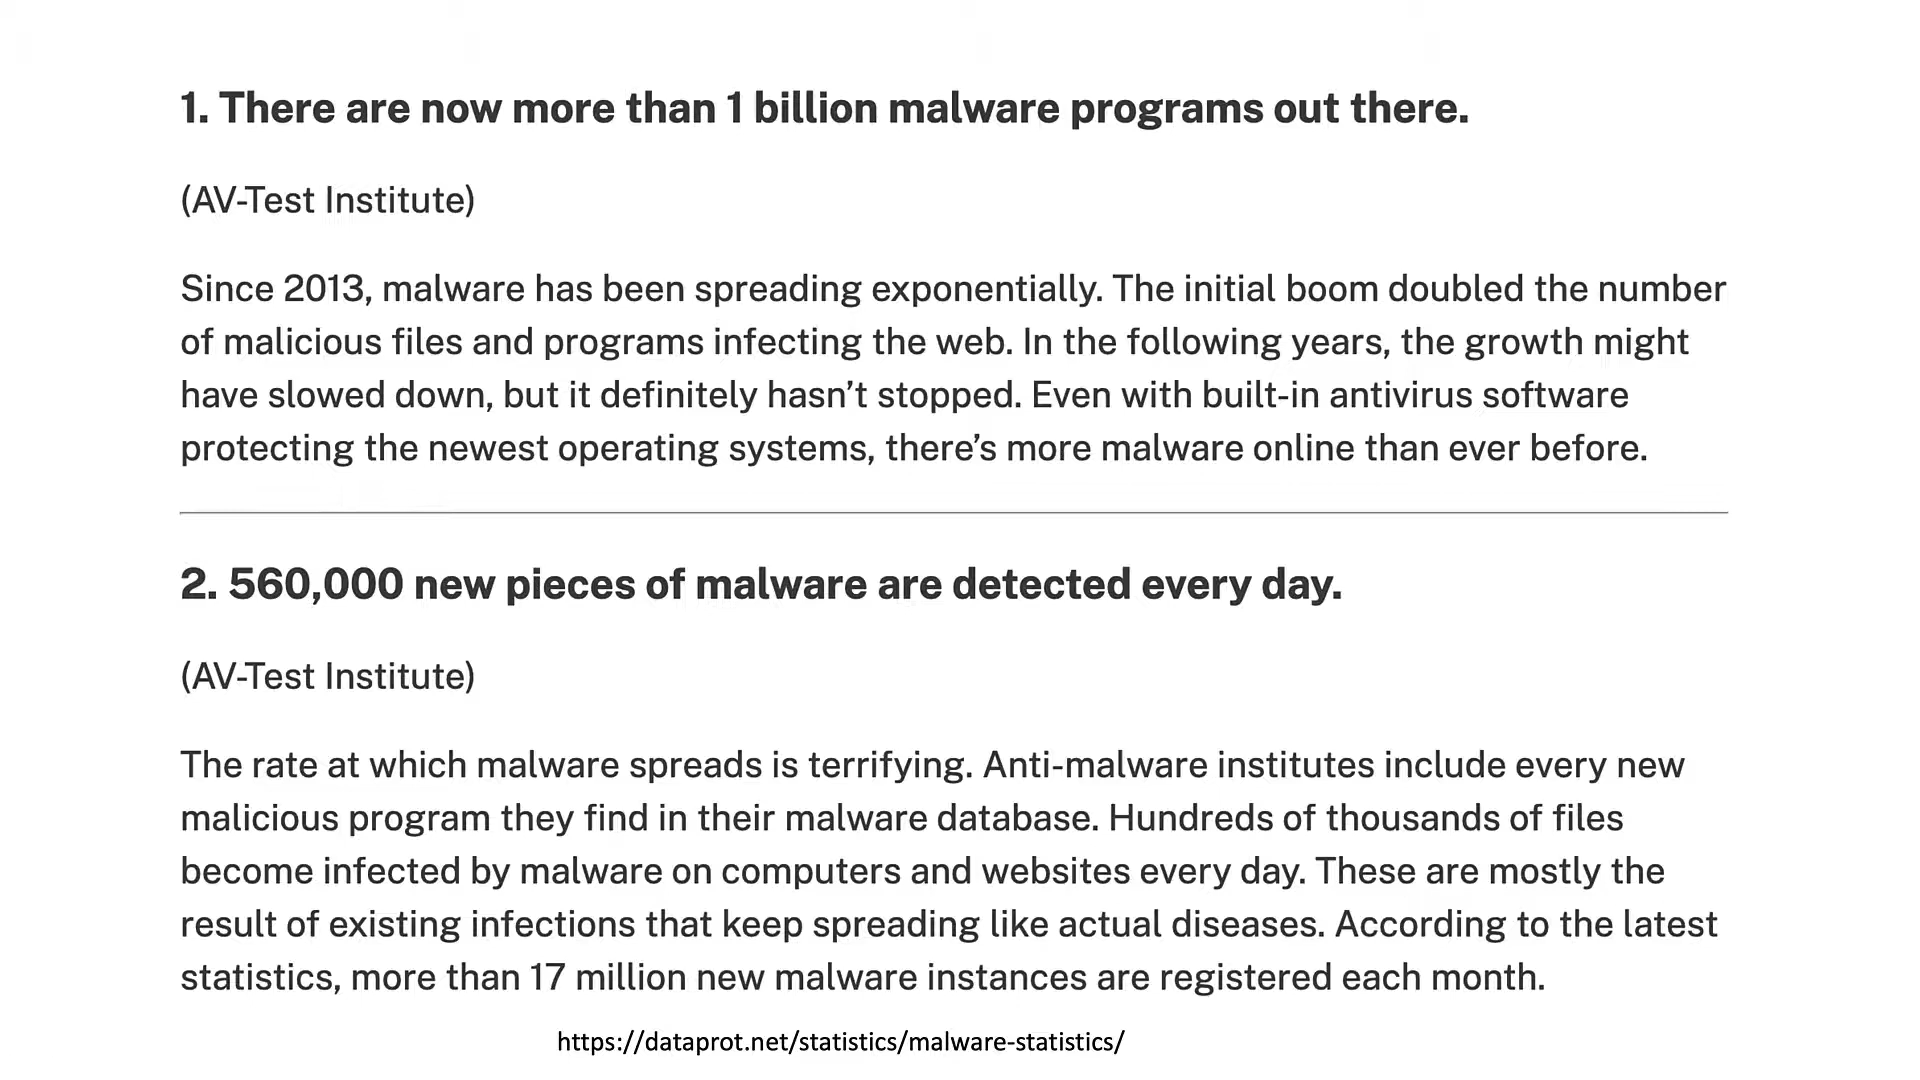 1. There are now more than 1 billion malware programs out there.
(AV-Test Institute)
Since 2013, malware has been spreading exponentially. The initial boom doubled the number
of malicious files and programs infecting the web. In the following years, the growth might
have slowed down, but it definitely hasn’t stopped. Even with built-in antivirus software
protecting the newest operating systems, there’s more malware online than ever before.
2. 560,000 new pieces of malware are detected every day.
(AV-Test Institute)
The rate at which malware spreads is terrifying. Anti-malware institutes include every new
malicious program they find in their malware database. Hundreds of thousands of files
become infected by malware on computers and websites every day. These are mostly the
result of existing infections that keep spreading like actual diseases. According to the latest
statistics, more than 17 million new malware instances are registered each month.
https://dataprot.net/statistics/malware-statistics/